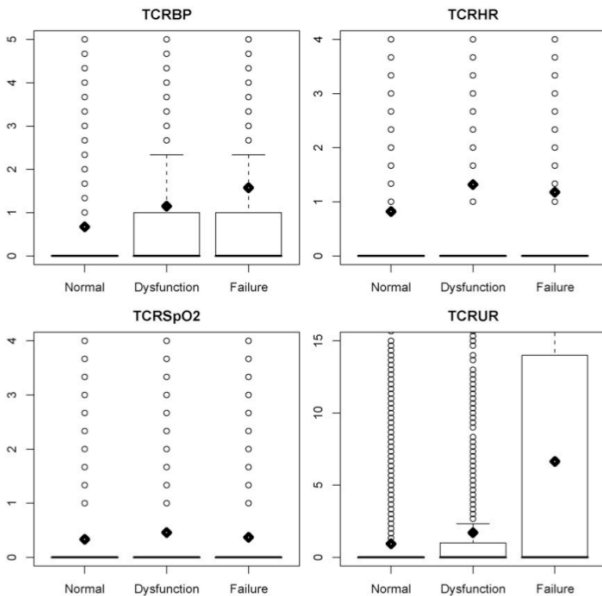 TCRBP
5
4
3
2
1
0
Normal Dysfunction Failure
TCRHR
4
3
2
1
0
Normal Dysfunction Failure
TCRSpO2
4
3
2
1
0
Normal Dysfunction Failure
TCRUR
15
10
5
0
Normal Dysfunction Failure